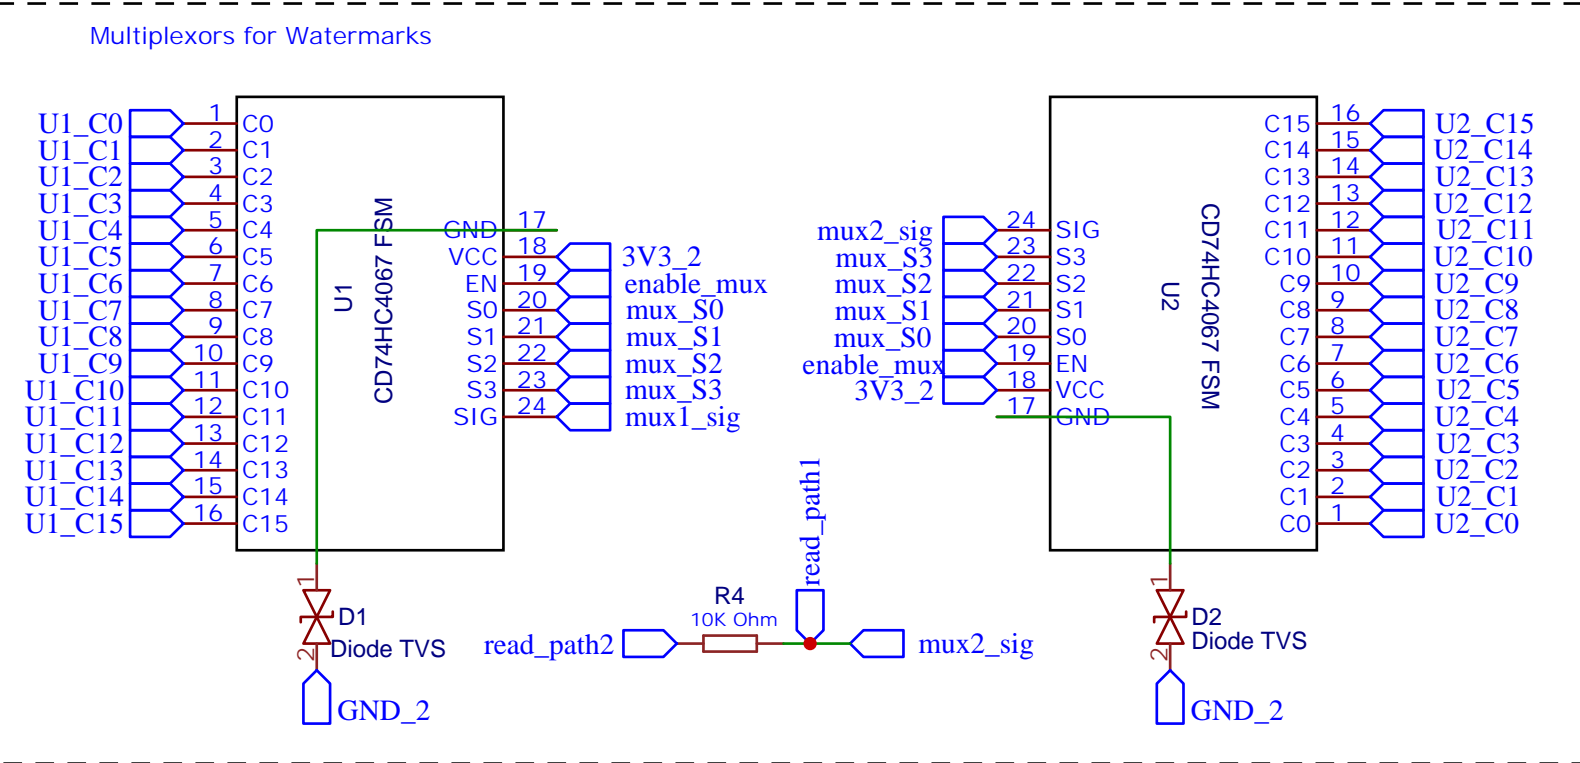 Multiplexors for Watermarks
U1_C0 1 C0
U1_C1 2 C1
U1_C2 3 C2
U1_C3 4 C3
U1_C4 5 C4
U1_C5 6 C5
U1_C6 7 C6
U1_C7 8 C7
U1_C8 9 C8
U1_C9 10 C9
U1_C10 11 C10
U1_C11 12 C11
U1_C12 13 C12
U1_C13 14 C13
U1_C14 15 C14
U1_C15 16 C15
U1
CD74HC4067 FSM
GND 17
VCC 18 3V3_2
EN 19 enable_mux
S0 20 mux_S0
S1 21 mux_S1
S2 22 mux_S2
S3 23 mux_S3
SIG 24 mux1_sig
1
D1
Diode TVS
2
GND_2
read_path2
R4
10K Ohm
read_path1
mux2_sig
mux2_sig 24 SIG
mux_S3 23 S3
mux_S2 22 S2
mux_S1 21 S1
mux_S0 20 S0
enable_mux 19 EN
3V3_2 18 VCC
17 GND
U2
CD74HC4067 FSM
C15 16 U2_C15
C14 15 U2_C14
C13 14 U2_C13
C12 13 U2_C12
C11 12 U2_C11
C10 11 U2_C10
C9 10 U2_C9
C8 9 U2_C8
C7 8 U2_C7
C6 7 U2_C6
C5 6 U2_C5
C4 5 U2_C4
C3 4 U2_C3
C2 3 U2_C2
C1 2 U2_C1
C0 1 U2_C0
1
D2
Diode TVS
2
GND_2